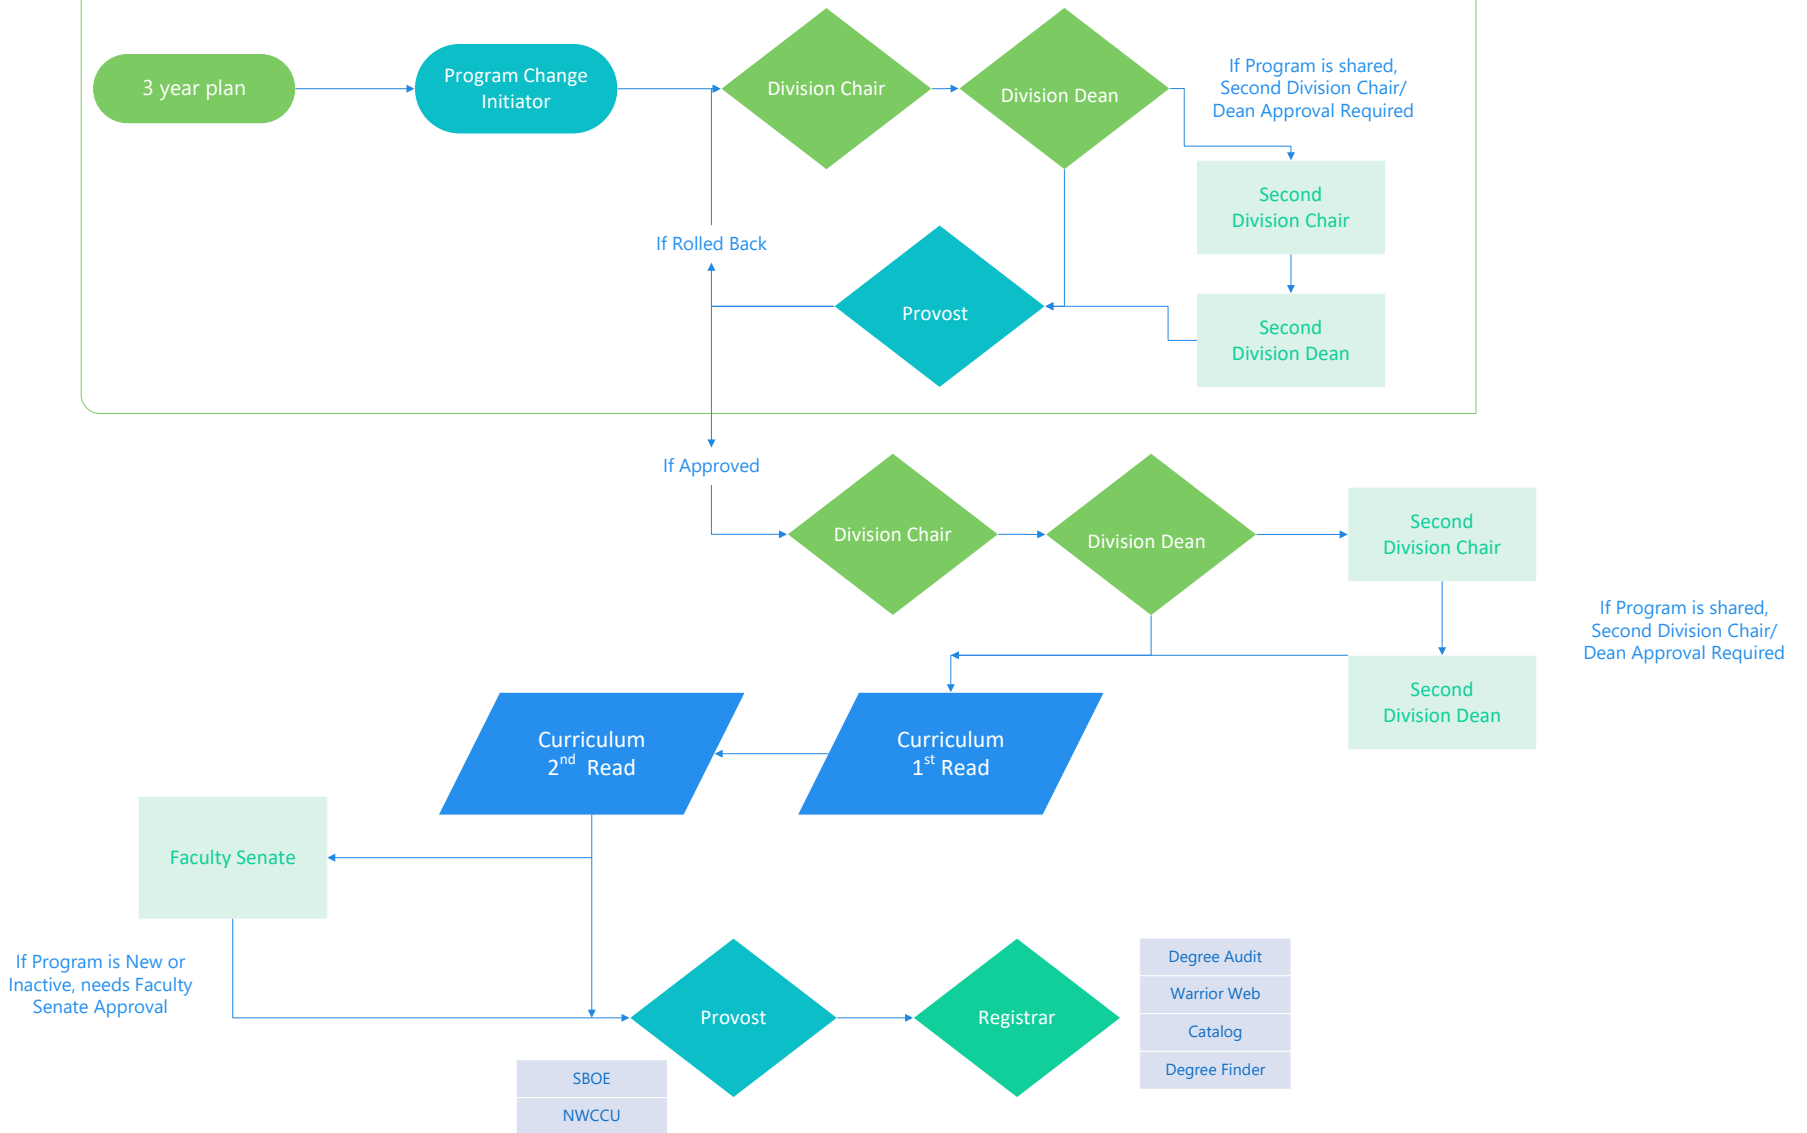 3 year plan
Program Change
Initiator
Division Chair
Division Dean
If Program is shared,
Second Division Chair/
Dean Approval Required
Second
Division Chair
If Rolled Back
Provost
Second
Division Dean
If Approved
Division Chair
Division Dean
Second
Division Chair
If Program is shared,
Second Division Chair/
Dean Approval Required
Second
Division Dean
Curriculum
2nd Read
Curriculum
1st Read
Faculty Senate
If Program is New or
Inactive, needs Faculty
Senate Approval
Provost
Registrar
Degree Audit
Warrior Web
Catalog
Degree Finder
SBOE
NWCCU